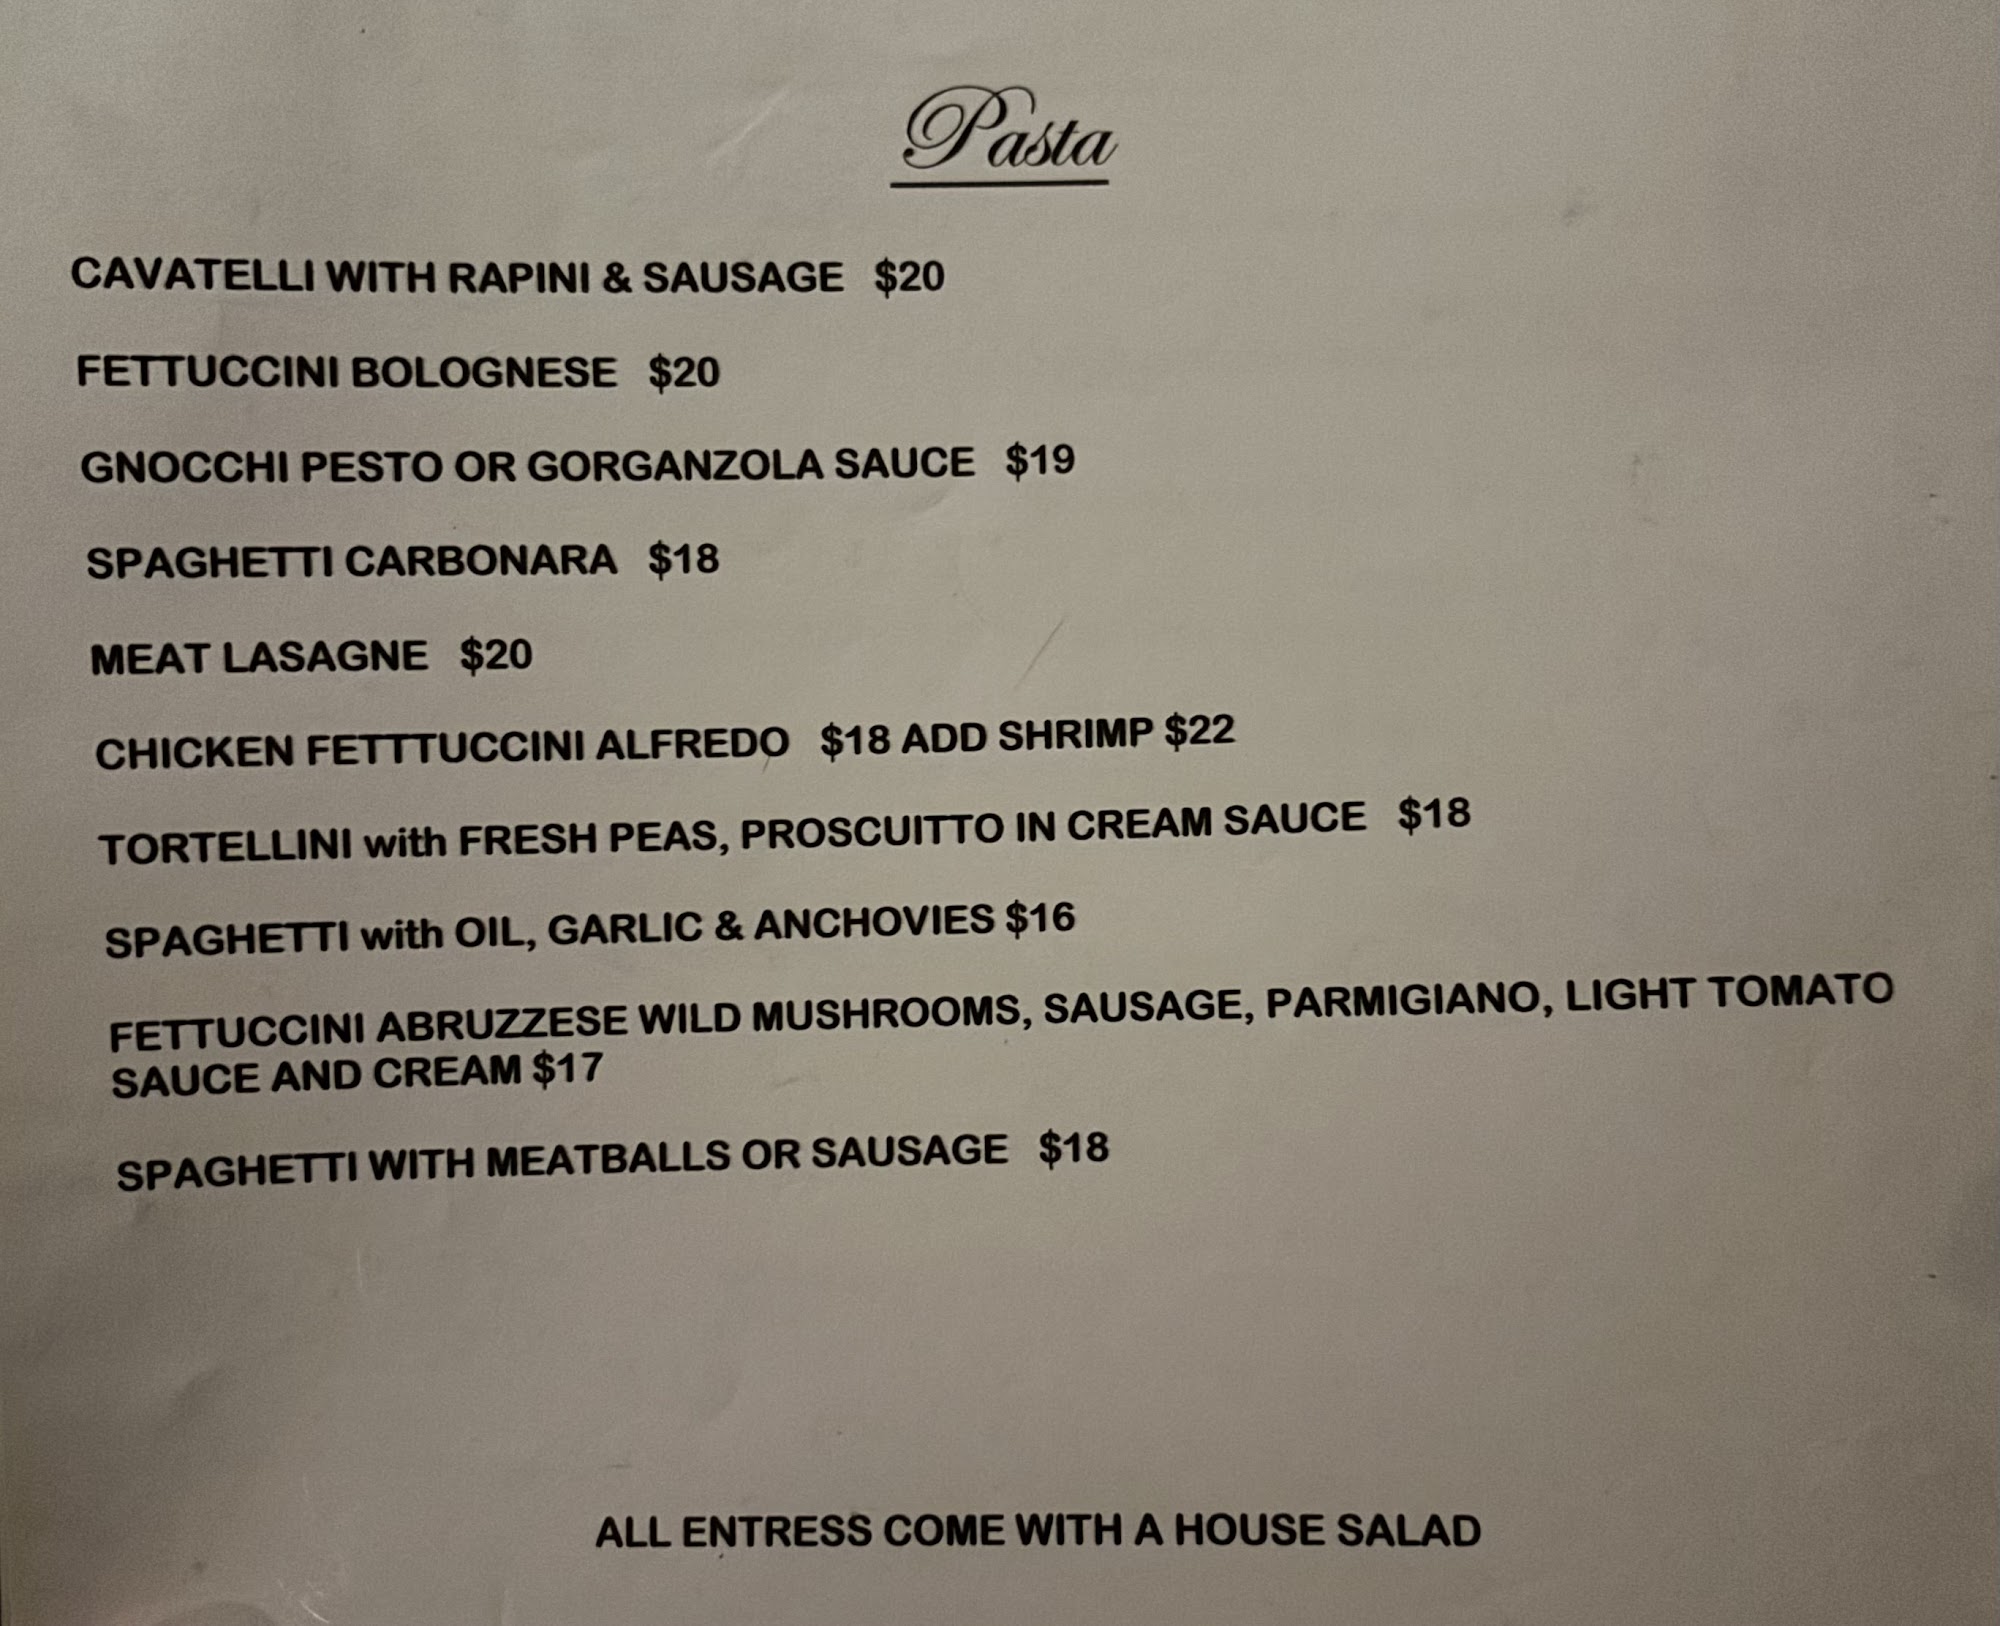 Pasta
CAVATELLI WITH RAPINI & SAUSAGE $20
FETTUCCINI BOLOGNESE $20
GNOCCHI PESTO OR GORGANZOLA SAUCE $19
SPAGHETTI CARBONARA $18
MEAT LASAGNE $20
CHICKEN FETTTUCCINI ALFREDO $18 ADD SHRIMP $22
TORTELLINI with FRESH PEAS, PROSCUITTO IN CREAM SAUCE $18
SPAGHETTI with OIL, GARLIC & ANCHOVIES $16
FETTUCCINI ABRUZZESE WILD MUSHROOMS, SAUSAGE, PARMIGIANO, LIGHT TOMATO
SAUCE AND CREAM $17
SPAGHETTI WITH MEATBALLS OR SAUSAGE $18
ALL ENTRESS COME WITH A HOUSE SALAD